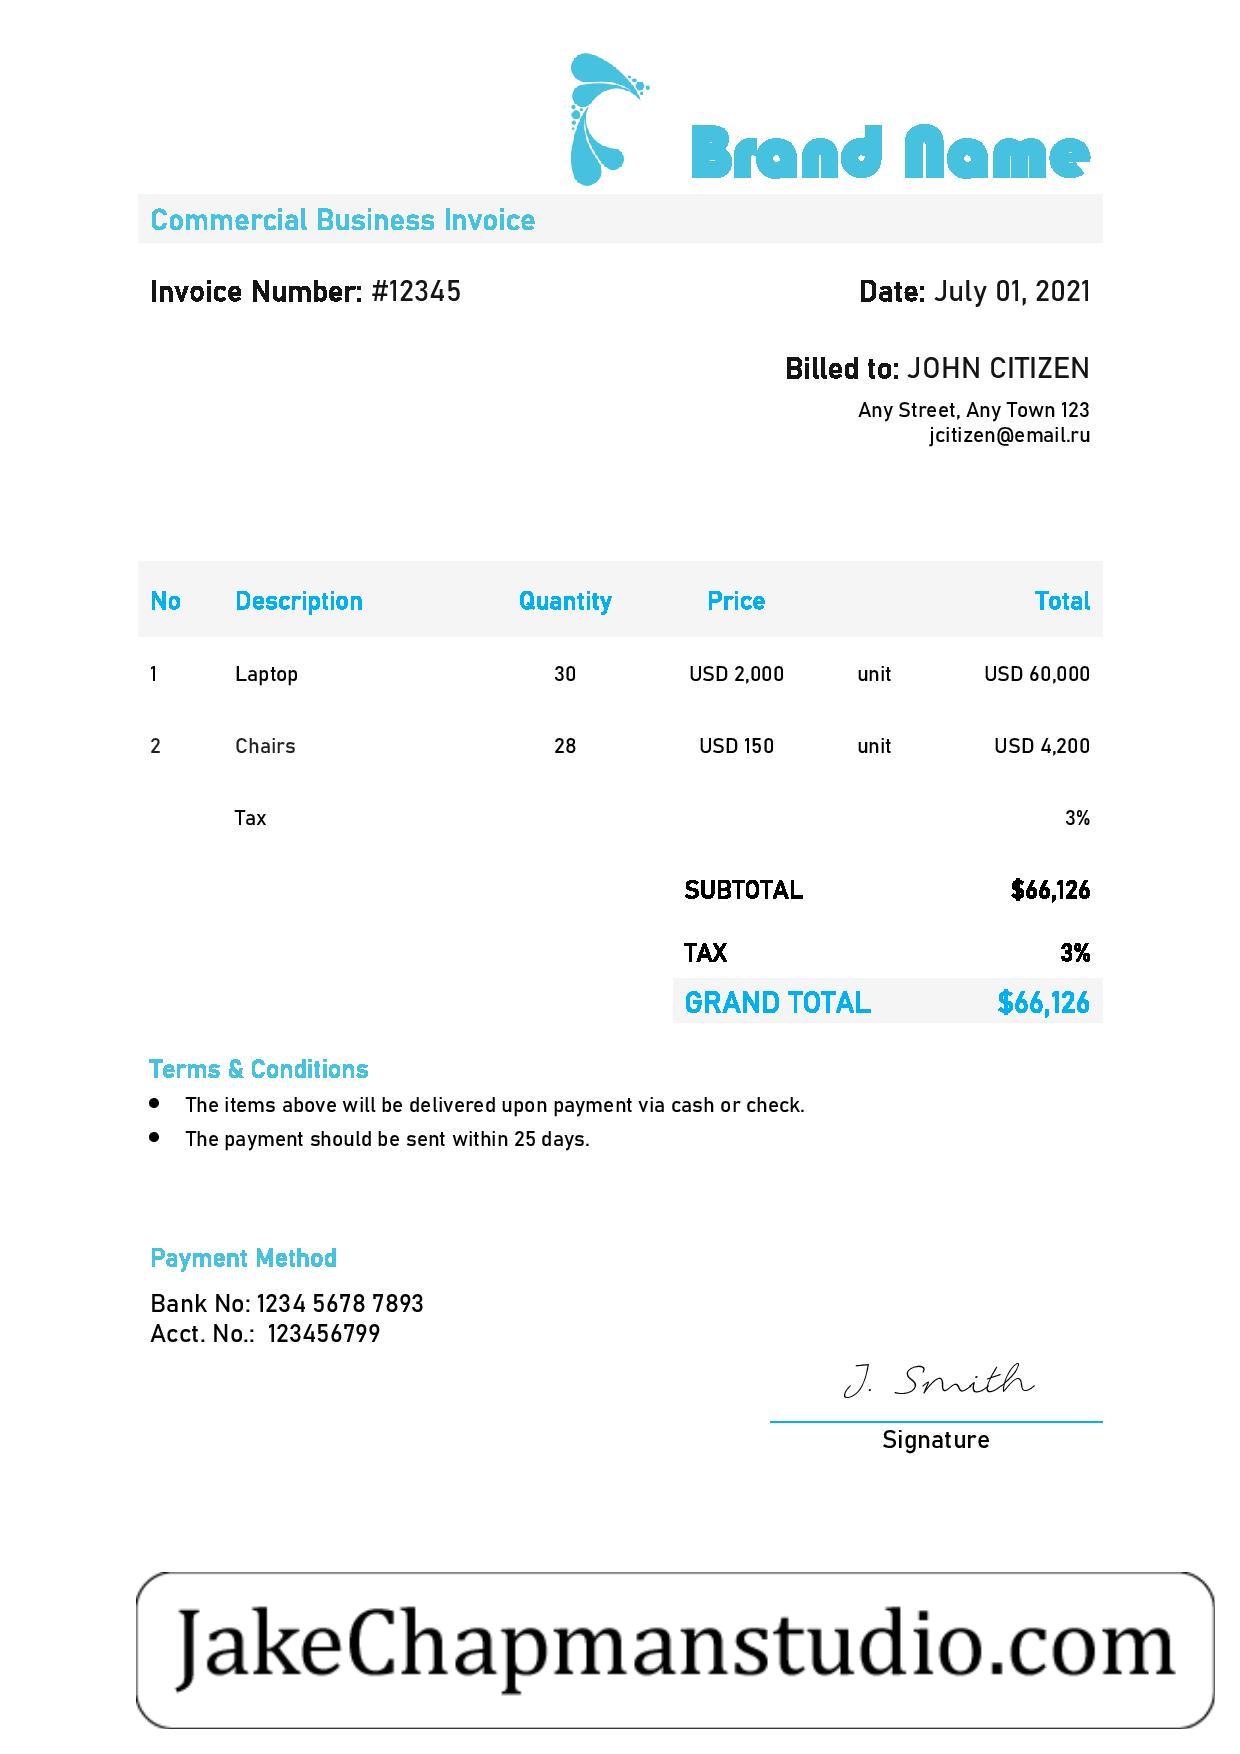 Brand Name
Commercial Business Invoice
Invoice Number: #12345 Date: July 01, 2021
Billed to: JOHN CITIZEN
Any Street, Any Town 123
jcitizen@email.ru
No Description Quantity Price Total
1 Laptop 30 USD 2,000 unit USD 60,000
2 Chairs 28 USD 150 unit USD 4,200
Tax 3%
SUBTOTAL $66,126
TAX 3%
GRAND TOTAL $66,126
Terms & Conditions
● The items above will be delivered upon payment via cash or check.
● The payment should be sent within 25 days.
Payment Method
Bank No: 1234 5678 7893
Acct. No.: 123456799
J. Smith
Signature
JakeChapmanstudio.com